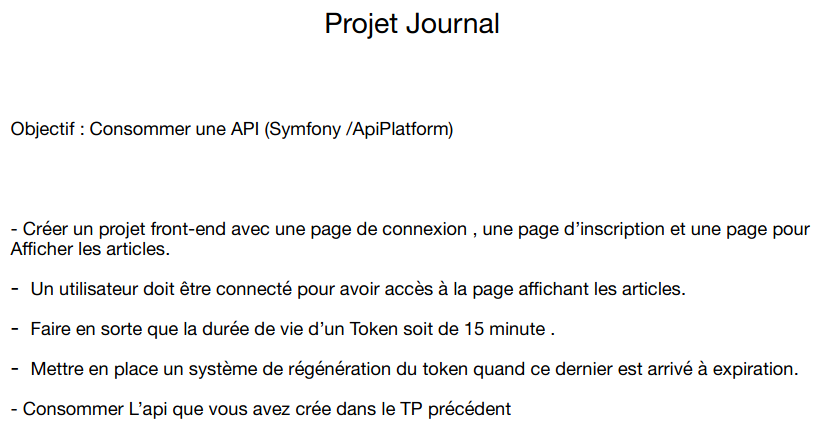 Projet Journal
Objectif : Consommer une API (Symfony /ApiPlatform)
- Créer un projet front-end avec une page de connexion , une page d’inscription et une page pour
Afficher les articles.
- Un utilisateur doit être connecté pour avoir accès à la page affichant les articles.
- Faire en sorte que la durée de vie d’un Token soit de 15 minute .
- Mettre en place un système de régénération du token quand ce dernier est arrivé à expiration.
- Consommer L’api que vous avez crée dans le TP précédent